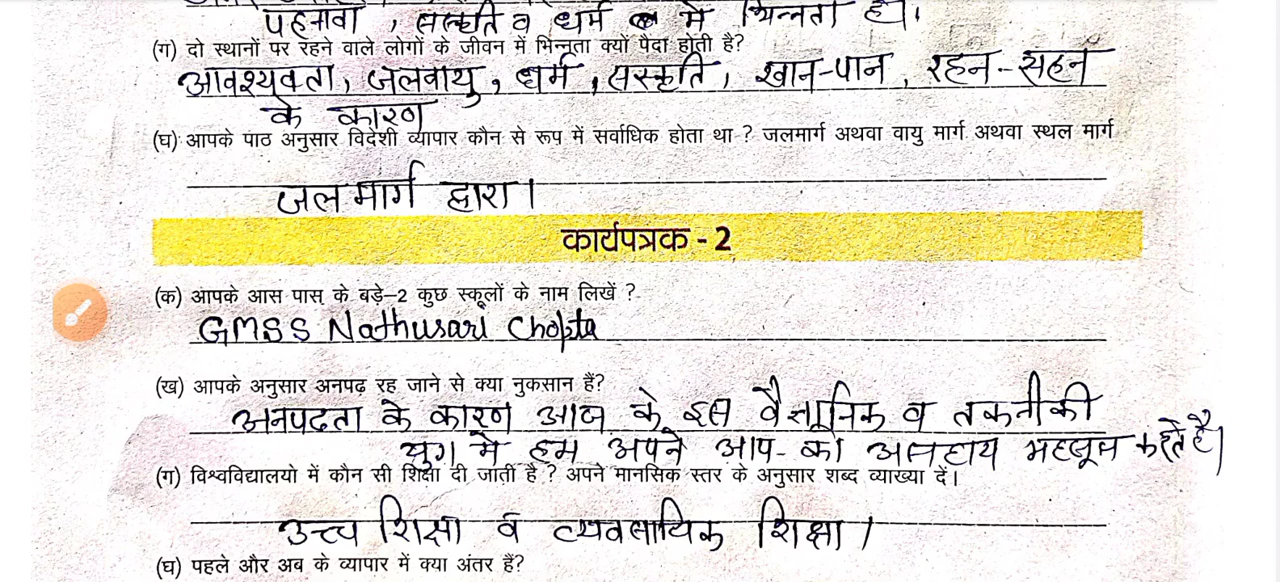 पहनावा, संस्कृति व धर्म में भिन्नता है।
(ग) दो स्थानों पर रहने वाले लोगों के जीवन में भिन्नता क्यों पैदा होती है?
आवश्यकता, जलवायु, धर्म, संस्कृति, खान-पान, रहन-सहन
के कारण
(घ) आपके पाठ अनुसार विदेशी व्यापार कौन से रूप में सर्वाधिक होता था ? जलमार्ग अथवा वायु मार्ग अथवा स्थल मार्ग
जल मार्ग द्वारा।
कार्यपत्रक - 2
(क) आपके आस पास के बड़े-2 कुछ स्कूलों के नाम लिखें ?
GMSS Nathusari Chopta
(ख) आपके अनुसार अनपढ़ रह जाने से क्या नुकसान हैं?
अनपढता के कारण आज के इस वैज्ञानिक व तकनीकी
युग मे हम अपने आप-को असहाय महसूस करते है।
(ग) विश्वविद्यालयो में कौन सी शिक्षा दी जाती है ? अपने मानसिक स्तर के अनुसार शब्द व्याख्या दें।
उच्च शिक्षा व व्यवसायिक शिक्षा।
(घ) पहले और अब के व्यापार में क्या अंतर हैं?